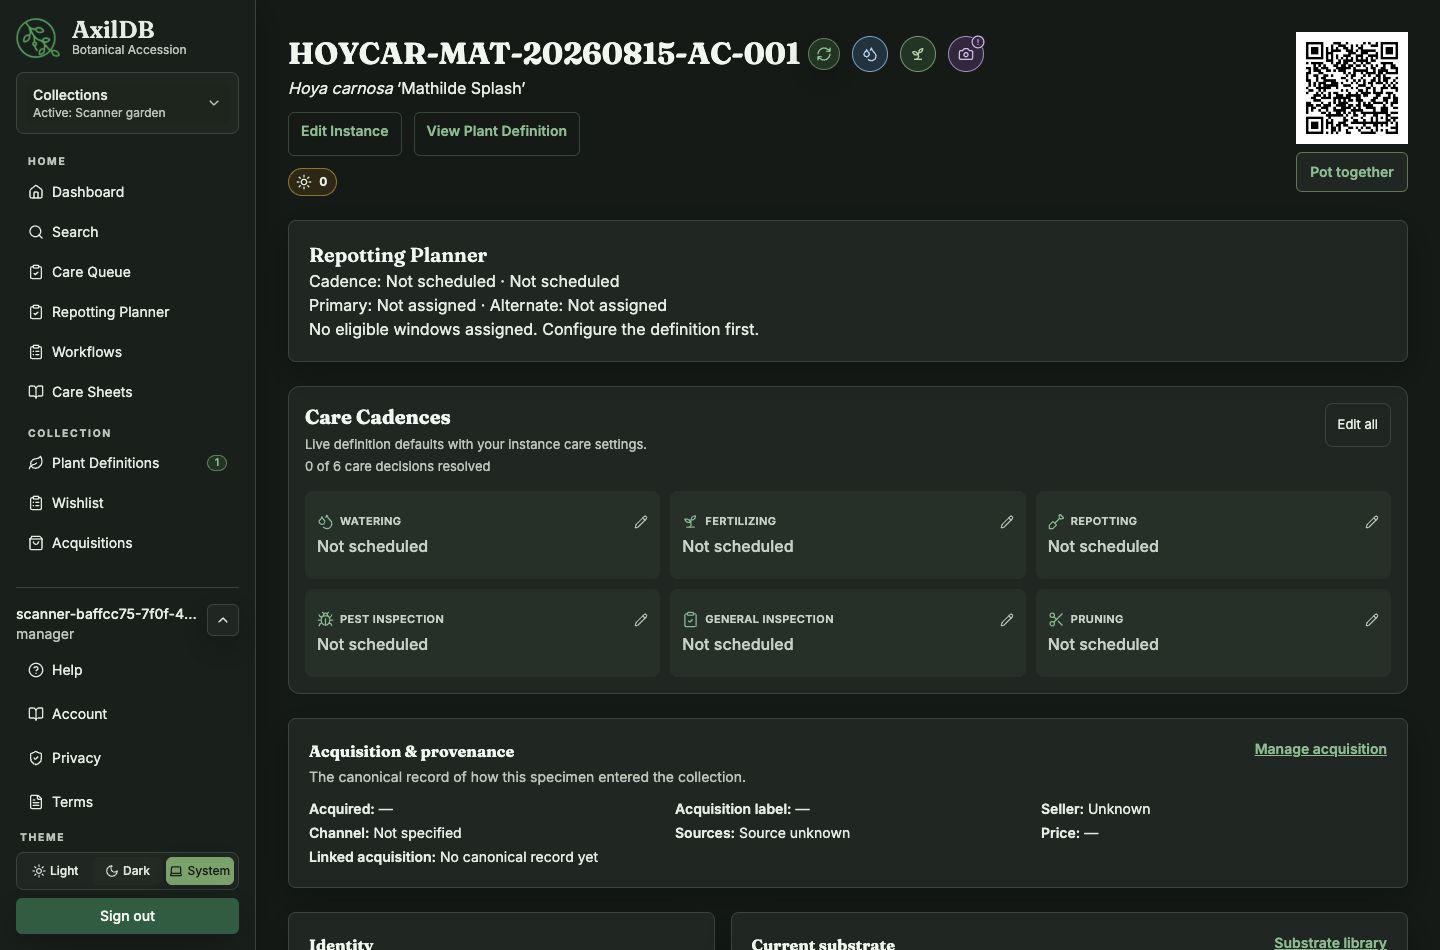 AxilDB
Botanical Accession
Collections
Active: Scanner garden
HOME
Dashboard
Search
Care Queue
Repotting Planner
Workflows
Care Sheets
COLLECTION
Plant Definitions 1
Wishlist
Acquisitions
scanner-baffcc75-7f0f-4...
manager
Help
Account
Privacy
Terms
THEME
Light Dark System
Sign out
HOYCAR-MAT-20260815-AC-001
Hoya carnosa ‘Mathilde Splash’
Edit Instance View Plant Definition
0
Pot together
Repotting Planner
Cadence: Not scheduled · Not scheduled
Primary: Not assigned · Alternate: Not assigned
No eligible windows assigned. Configure the definition first.
Care Cadences
Edit all
Live definition defaults with your instance care settings.
0 of 6 care decisions resolved
WATERING
Not scheduled
FERTILIZING
Not scheduled
REPOTTING
Not scheduled
PEST INSPECTION
Not scheduled
GENERAL INSPECTION
Not scheduled
PRUNING
Not scheduled
Acquisition & provenance
Manage acquisition
The canonical record of how this specimen entered the collection.
Acquired: — Acquisition label: — Seller: Unknown
Channel: Not specified Sources: Source unknown Price: —
Linked acquisition: No canonical record yet
Identity
Current substrate
Substrate library